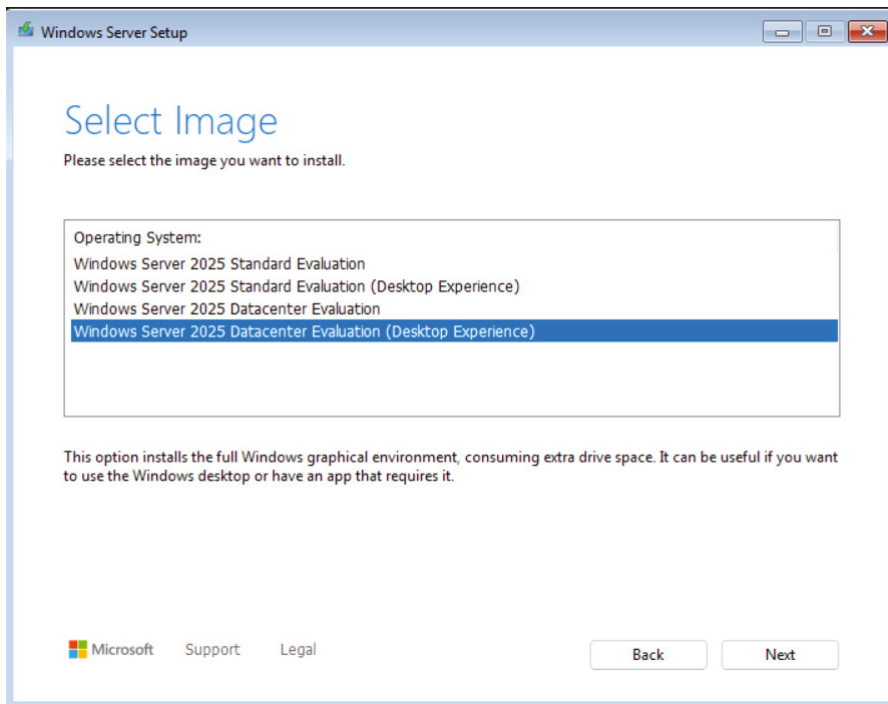 Windows Server Setup
Select Image
Please select the image you want to install.
Operating System:
Windows Server 2025 Standard Evaluation
Windows Server 2025 Standard Evaluation (Desktop Experience)
Windows Server 2025 Datacenter Evaluation
Windows Server 2025 Datacenter Evaluation (Desktop Experience)
This option installs the full Windows graphical environment, consuming extra drive space. It can be useful if you want
to use the Windows desktop or have an app that requires it.
Microsoft Support Legal Back Next